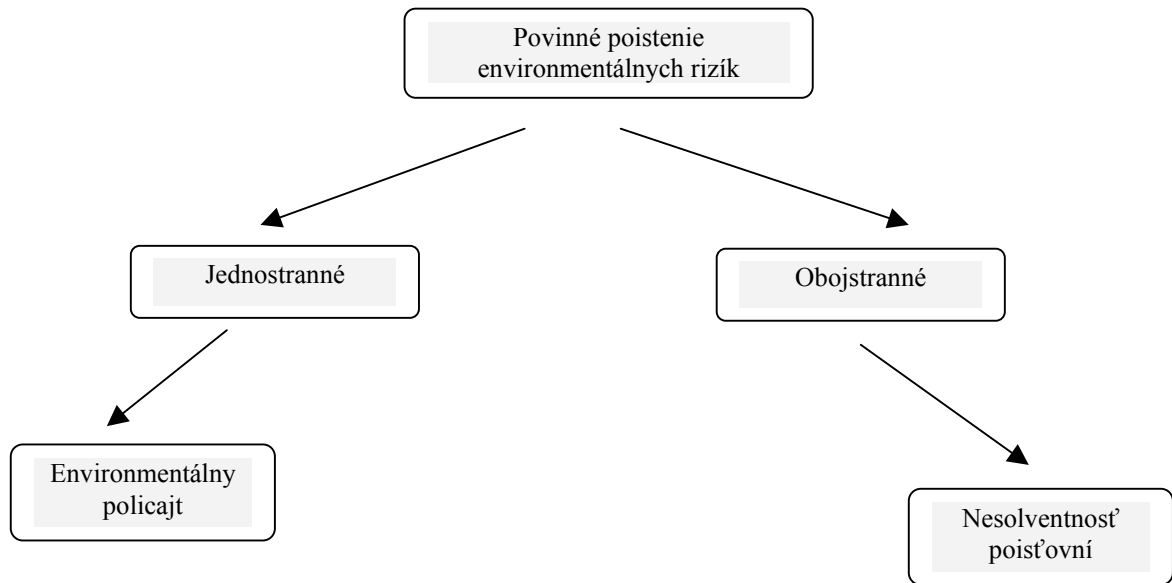 Povinné poistenie
environmentálnych rizík
Jednostranné
Obojstranné
Environmentálny
policajt
Nesolventnosť
poisťovní